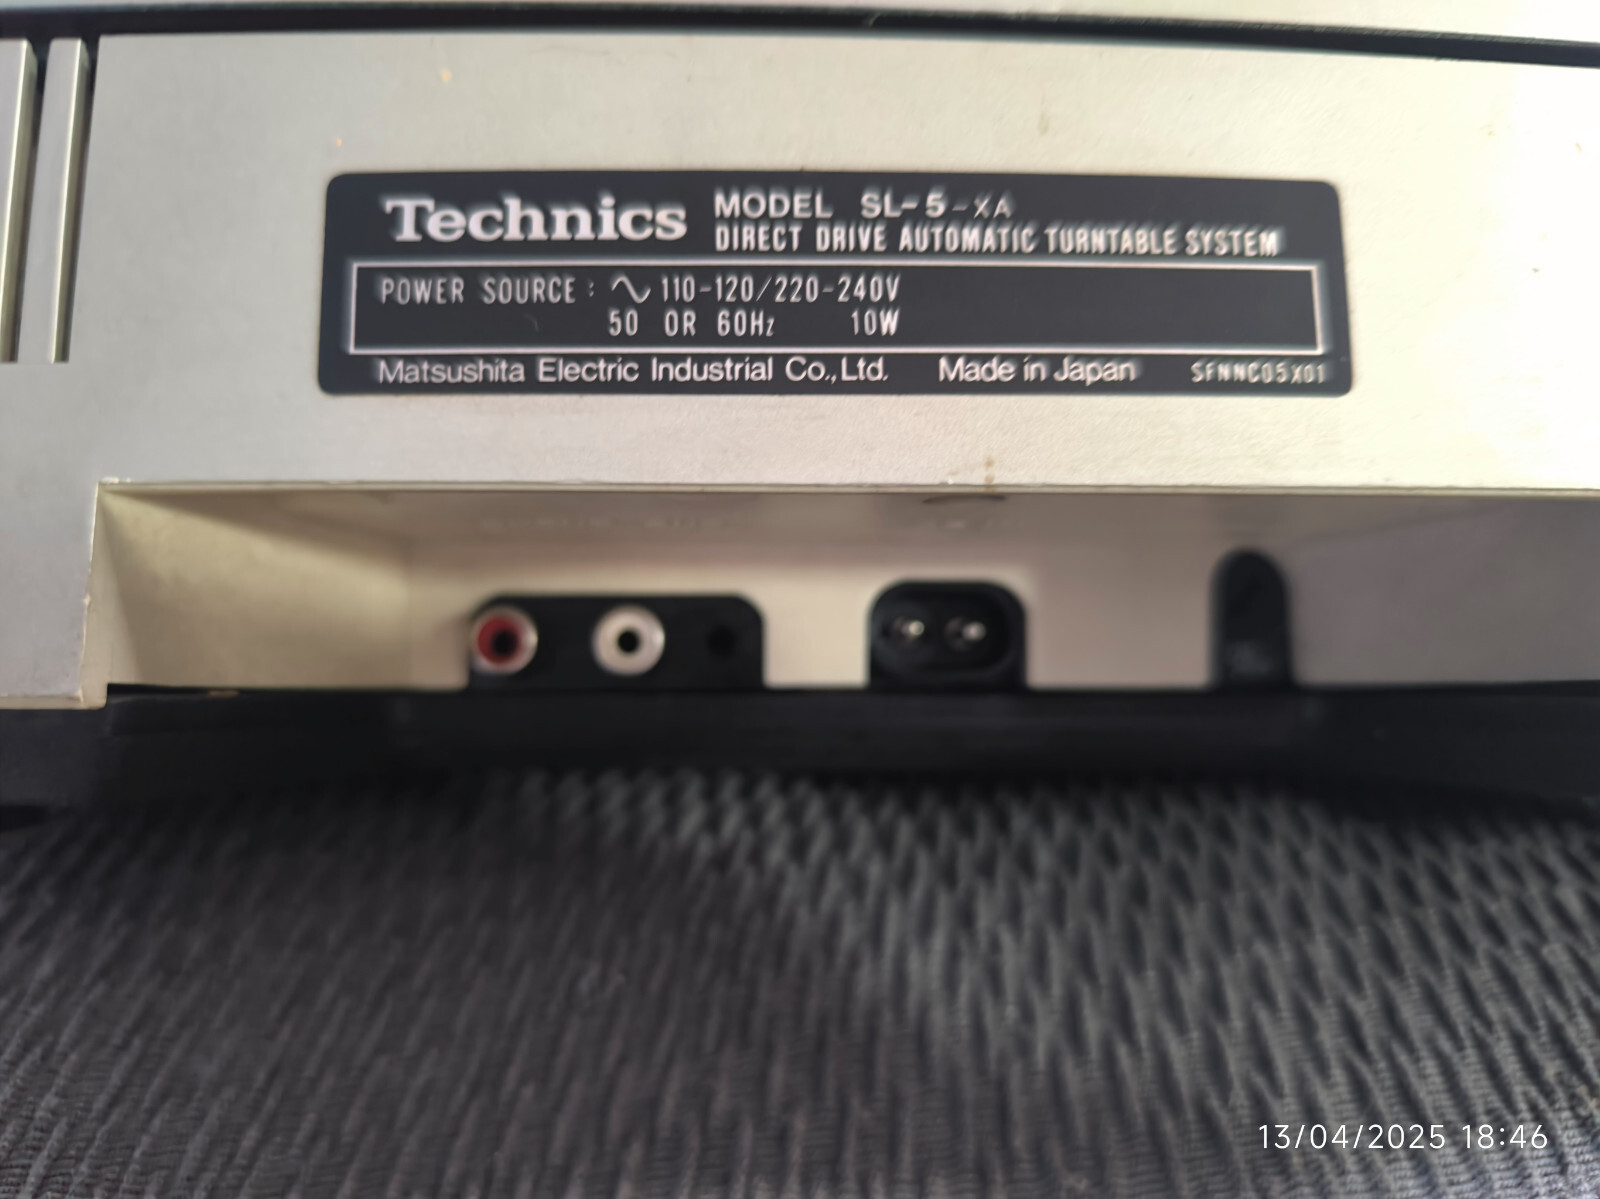 Technics MODEL SL-5-XA
DIRECT DRIVE AUTOMATIC TURNTABLE SYSTEM
POWER SOURCE : ∿ 110-120/220-240V
50 OR 60Hz 10W
Matsushita Electric Industrial Co., Ltd. Made in Japan SFNNC05X01
13/04/2025 18:46